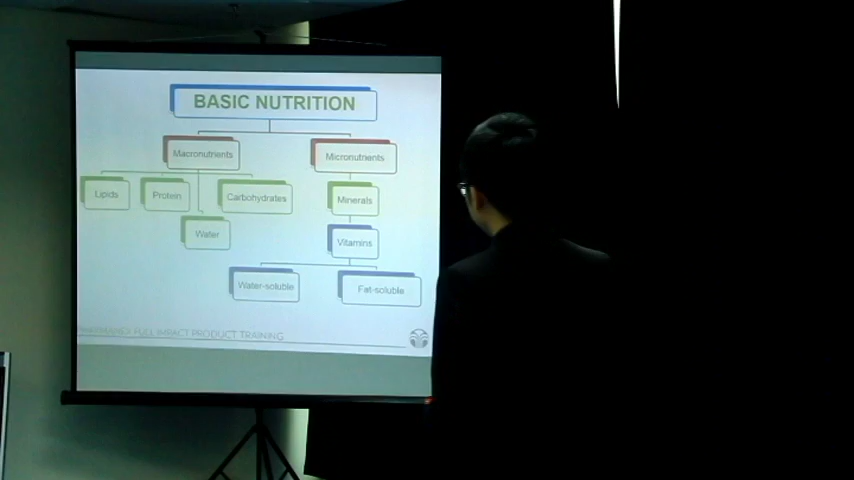 BASIC NUTRITION
Macronutrients
Micronutrients
Lipids
Protein
Carbohydrates
Minerals
Water
Vitamins
Water-soluble
Fat-soluble
FULL IMPACT PRODUCT TRAINING